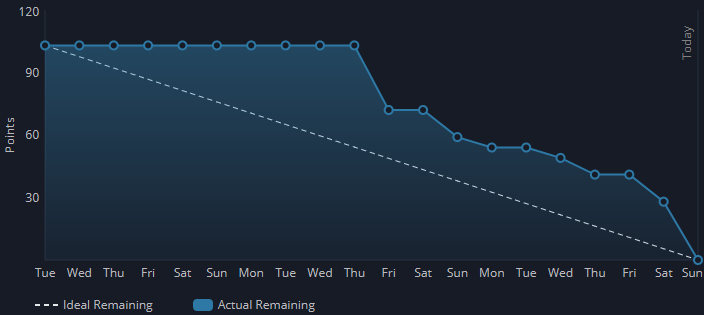 120
Today
90
Points
60
30
Tue Wed Thu Fri Sat Sun Mon Tue Wed Thu Fri Sat Sun Mon Tue Wed Thu Fri Sat Sun
Ideal Remaining Actual Remaining